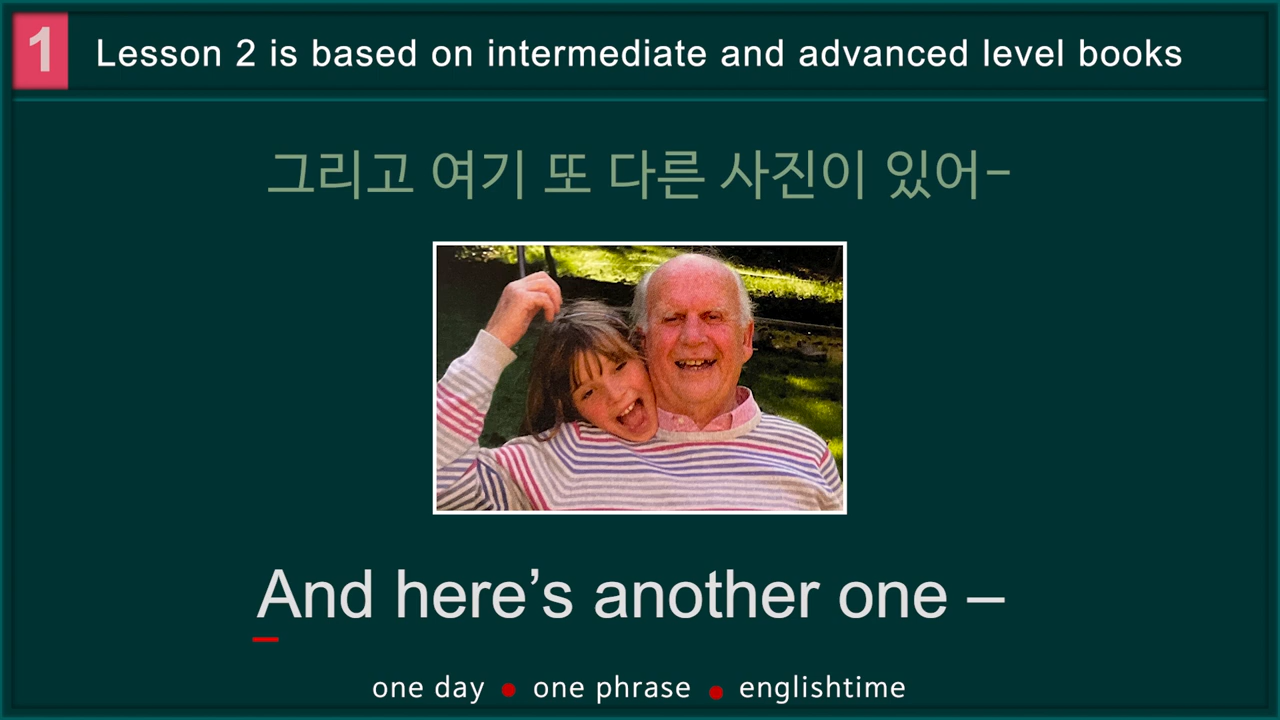 1
Lesson 2 is based on intermediate and advanced level books
그리고 여기 또 다른 사진이 있어–
And here’s another one –
one day ● one phrase ● englishtime